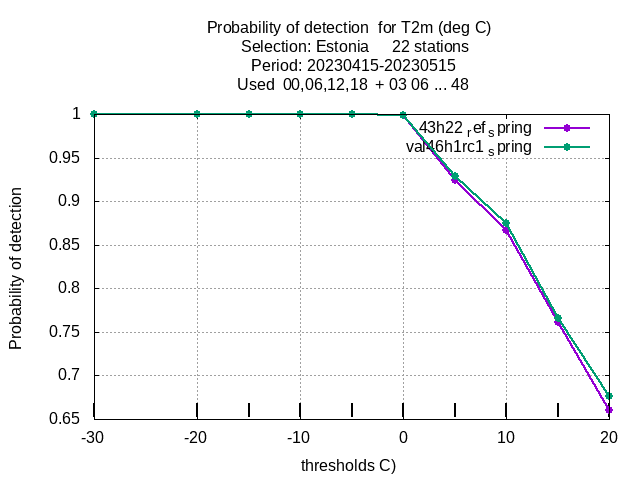 Probability of detection for T2m (deg C)
Selection: Estonia 22 stations
Period: 20230415-20230515
Used 00,06,12,18 + 03 06 ... 48
Probability of detection
1
0.95
0.9
0.85
0.8
0.75
0.7
0.65
43h22 ref spring
val46h1rc1 spring
-30 -20 -10 0 10 20
thresholds C)